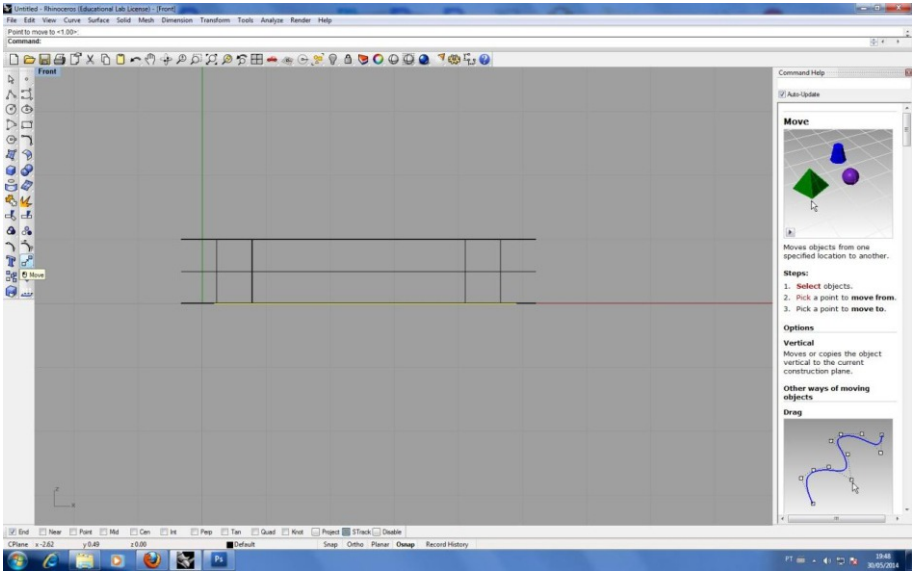 Untitled - Rhinoceros (Educational Lab License) - [Front]
File Edit View Curve Surface Solid Mesh Dimension Transform Tools Analyze Render Help
Point to move to <1.00>:
Command:
Front
Move
z
x
Command Help
Auto-Update
Move
Moves objects from one
specified location to another.
Steps:
1. Select objects.
2. Pick a point to move from.
3. Pick a point to move to.
Options
Vertical
Moves or copies the object
vertical to the current
construction plane.
Other ways of moving
objects
Drag
End Near Point Mid Cen Int Perp Tan Quad Knot Project STrack Disable
CPlane x -2.62 y 0.49 z 0.00 Default Snap Ortho Planar Osnap Record History
Ps
PT 19:48
30/05/2014